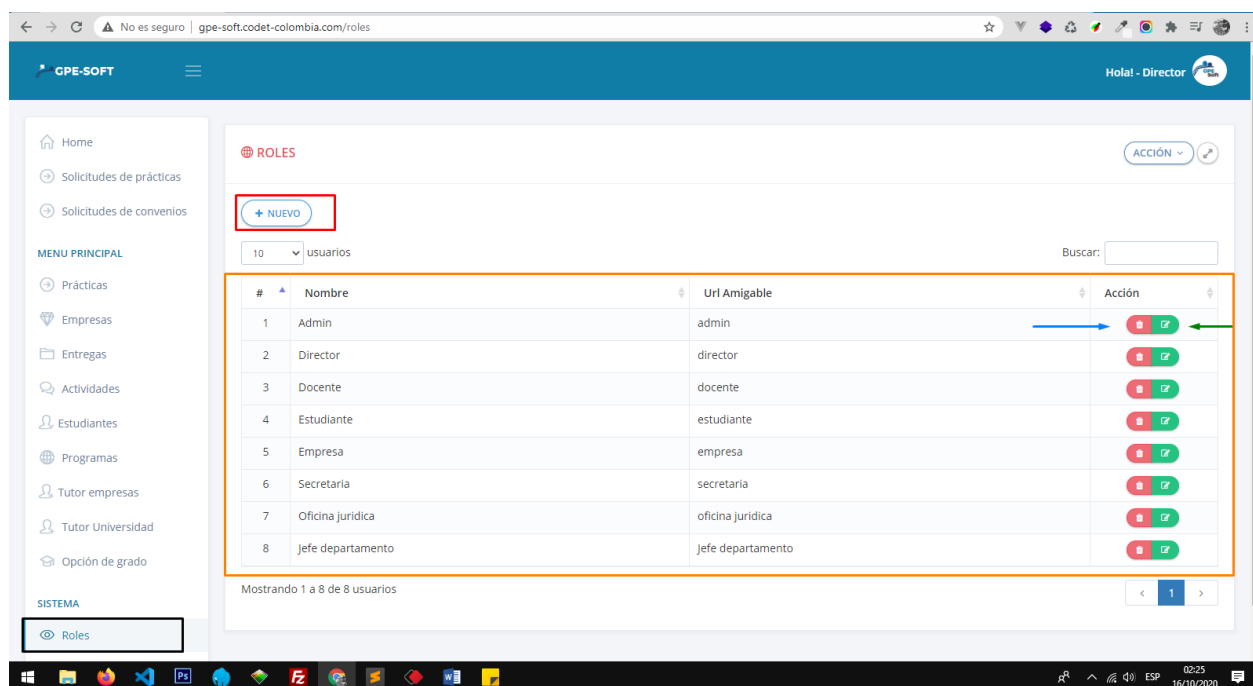 No es seguro | gpe-soft.codet-colombia.com/roles
GPE-SOFT
Hola! - Director
GPE
Soft
Home
Solicitudes de prácticas
Solicitudes de convenios
MENU PRINCIPAL
Prácticas
Empresas
Entregas
Actividades
Estudiantes
Programas
Tutor empresas
Tutor Universidad
Opción de grado
SISTEMA
Roles
ROLES
ACCIÓN
+ NUEVO
10 usuarios
Buscar:
# Nombre Url Amigable Acción
1 Admin admin
2 Director director
3 Docente docente
4 Estudiante estudiante
5 Empresa empresa
6 Secretaria secretaria
7 Oficina juridica oficina juridica
8 Jefe departamento Jefe departamento
Mostrando 1 a 8 de 8 usuarios
< 1 >
Ps
Fz
ESP
02:25
16/10/2020